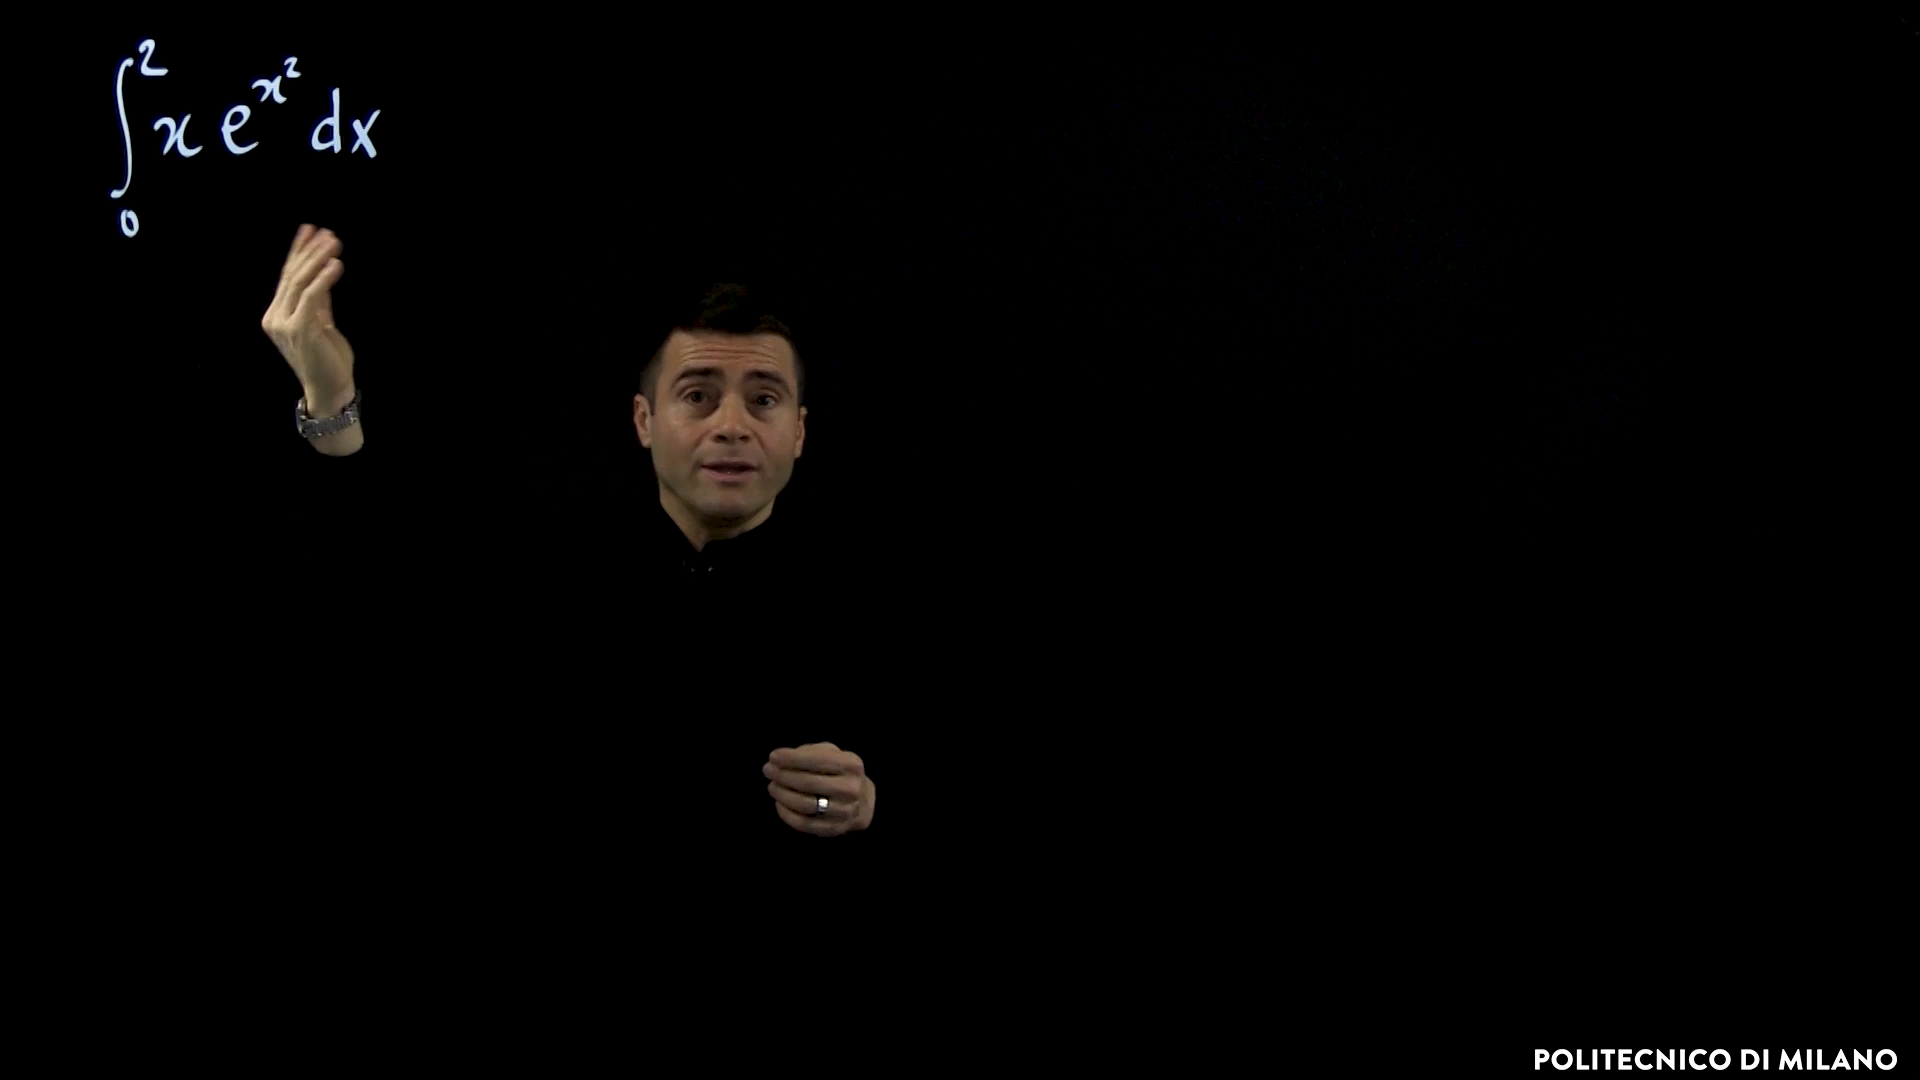 ∫₀² x e^{x²} dx
POLITECNICO DI MILANO